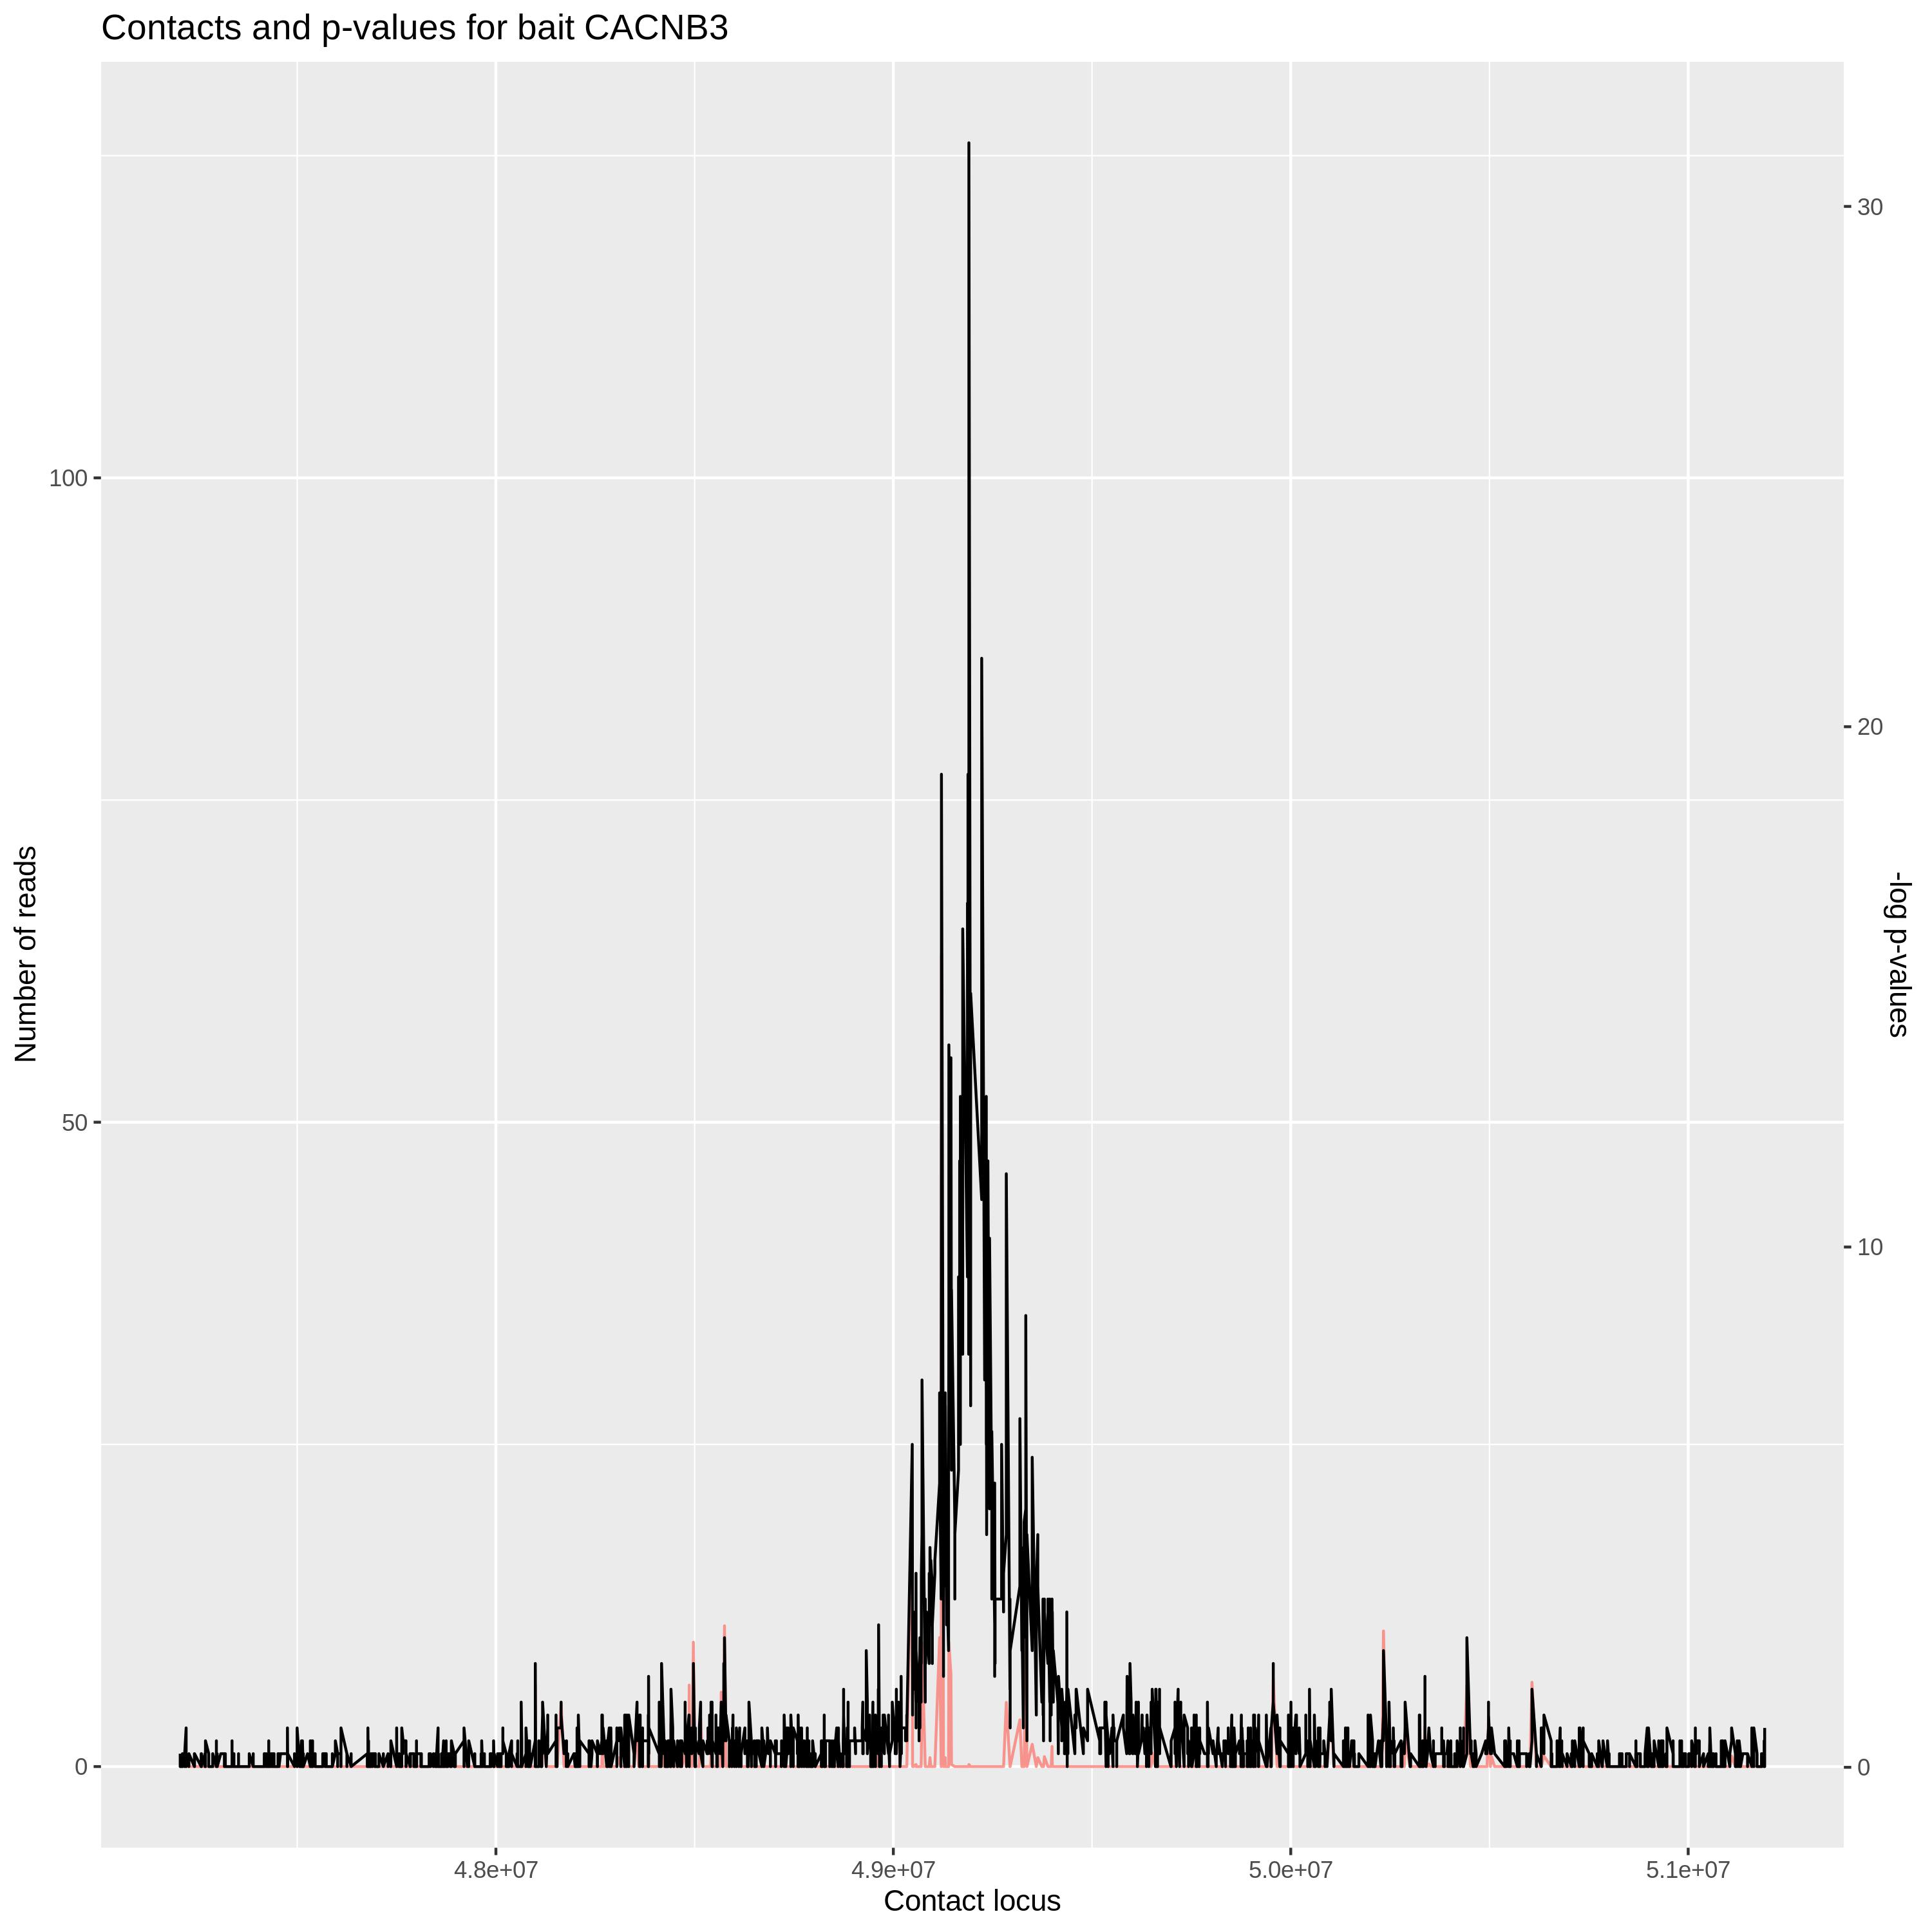 Contacts and p-values for bait CACNB3
Number of reads
100
50
0
30
20
10
0
-log p-values
4.8e+07
4.9e+07
5.0e+07
5.1e+07
Contact locus